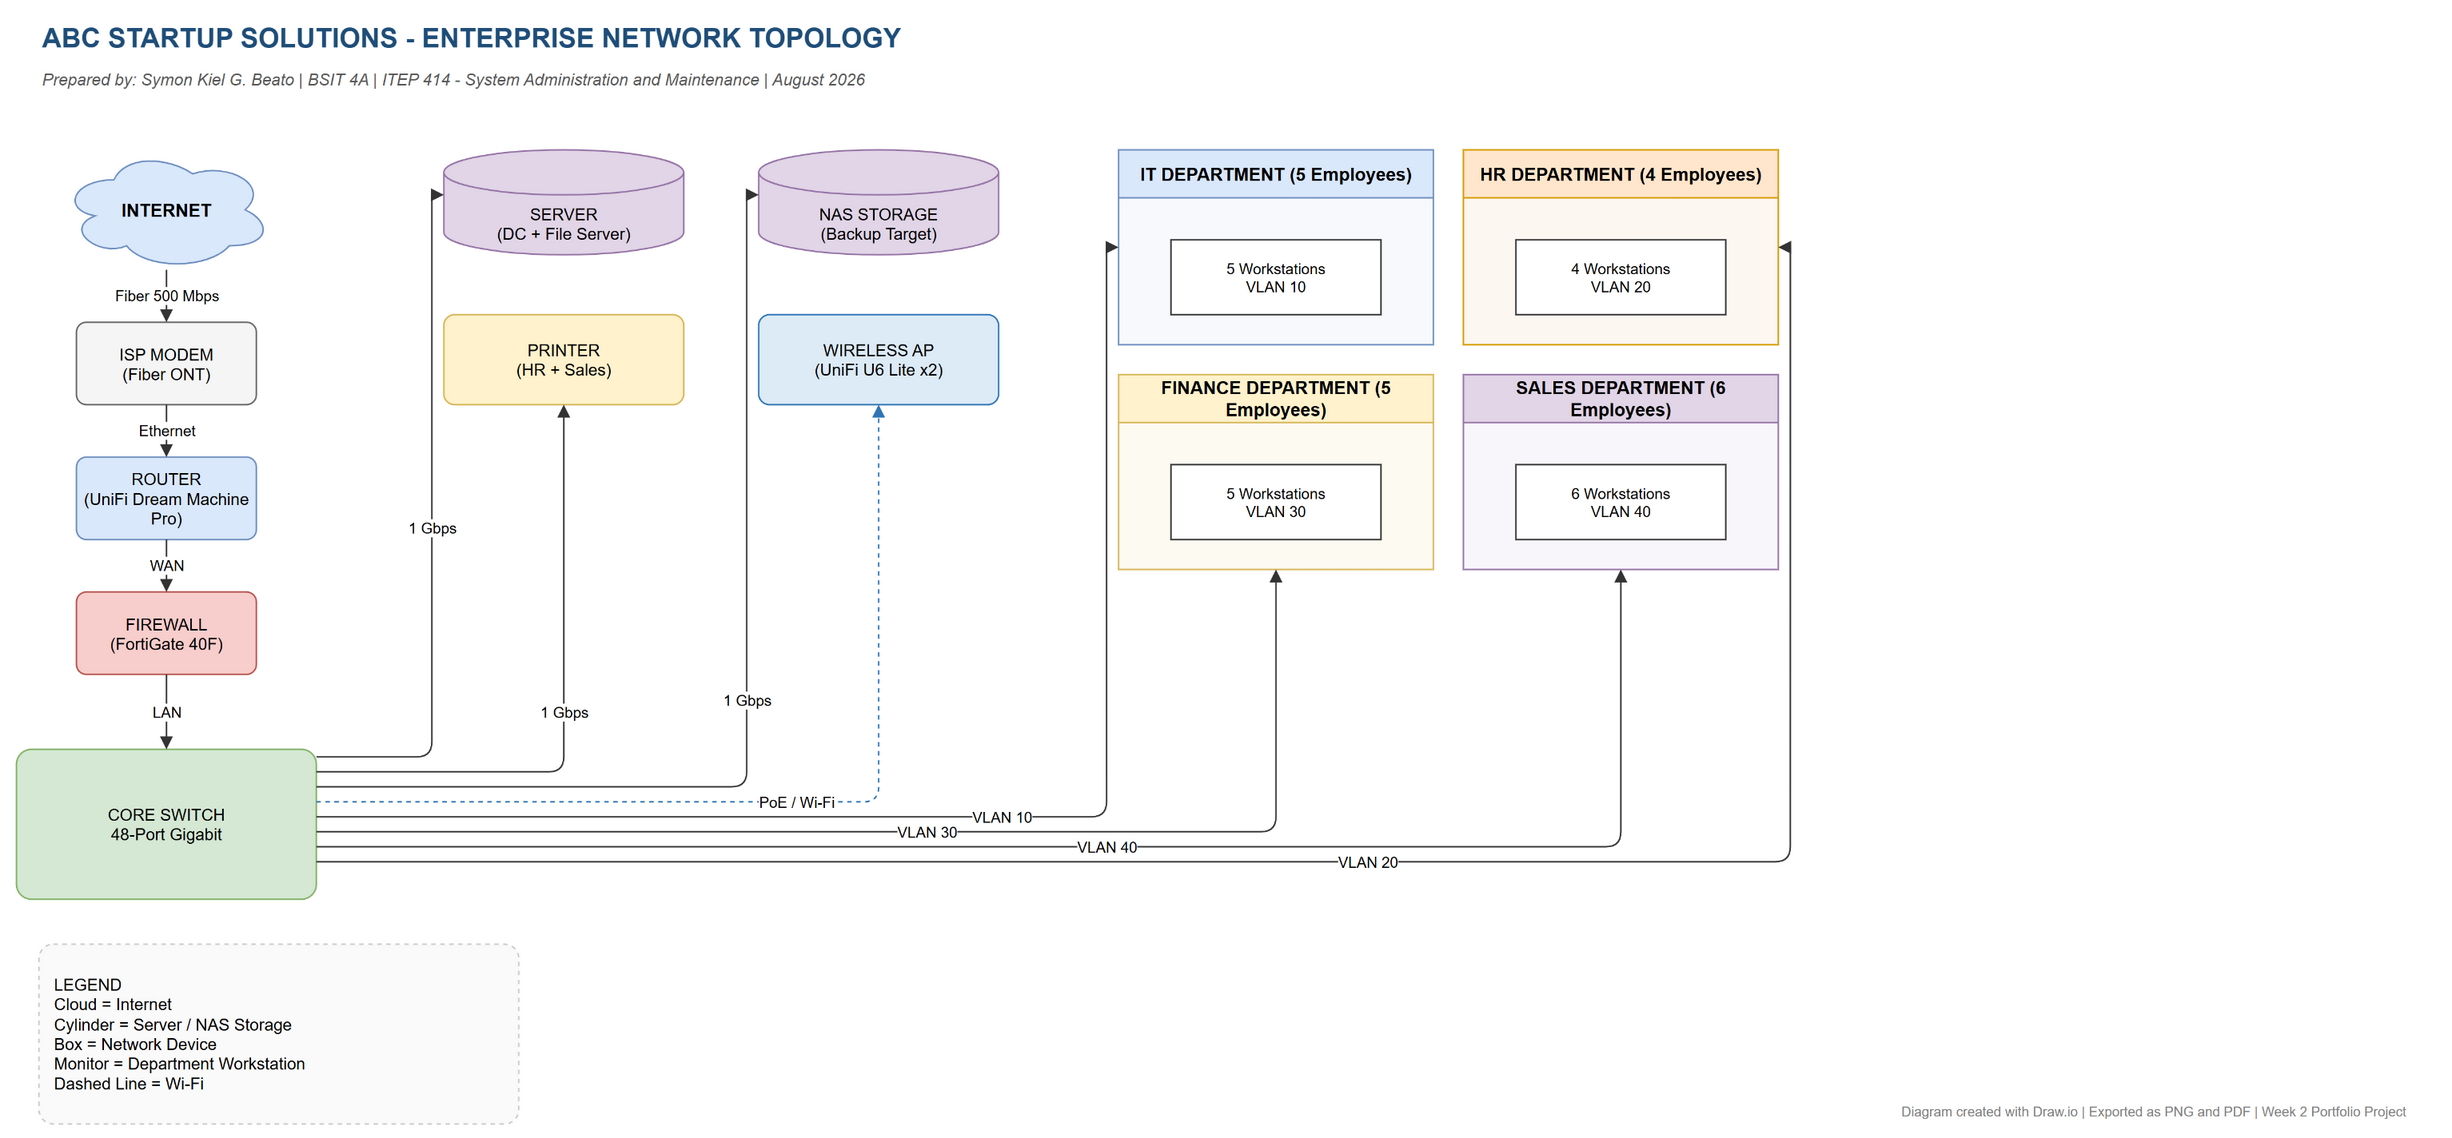 ABC STARTUP SOLUTIONS - ENTERPRISE NETWORK TOPOLOGY
Prepared by: Symon Kiel G. Beato | BSIT 4A | ITEP 414 - System Administration and Maintenance | August 2026
INTERNET
Fiber 500 Mbps
ISP MODEM
(Fiber ONT)
Ethernet
ROUTER
(UniFi Dream Machine
Pro)
WAN
FIREWALL
(FortiGate 40F)
LAN
CORE SWITCH
48-Port Gigabit
SERVER
(DC + File Server)
NAS STORAGE
(Backup Target)
PRINTER
(HR + Sales)
WIRELESS AP
(UniFi U6 Lite x2)
1 Gbps
1 Gbps
1 Gbps
PoE / Wi-Fi
VLAN 10
VLAN 30
VLAN 40
VLAN 20
IT DEPARTMENT (5 Employees)
5 Workstations
VLAN 10
HR DEPARTMENT (4 Employees)
4 Workstations
VLAN 20
FINANCE DEPARTMENT (5
Employees)
5 Workstations
VLAN 30
SALES DEPARTMENT (6
Employees)
6 Workstations
VLAN 40
LEGEND
Cloud = Internet
Cylinder = Server / NAS Storage
Box = Network Device
Monitor = Department Workstation
Dashed Line = Wi-Fi
Diagram created with Draw.io | Exported as PNG and PDF | Week 2 Portfolio Project